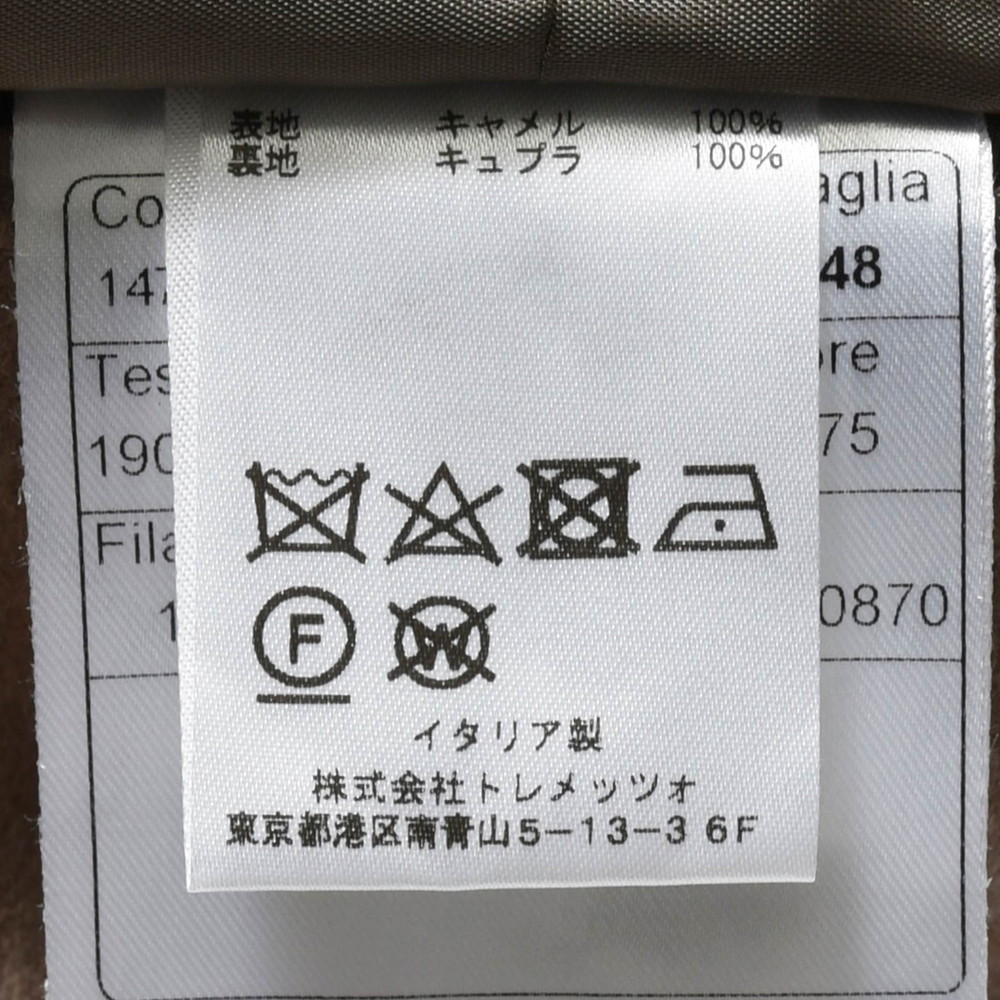 表地 キャメル 100%
裏地 キュプラ 100%
Co
aglia
147
48
Tes
ore
190
75
Fila
1
0870
F
W
イタリア製
株式会社トレメッツォ
東京都港区南青山5-13-3 6F